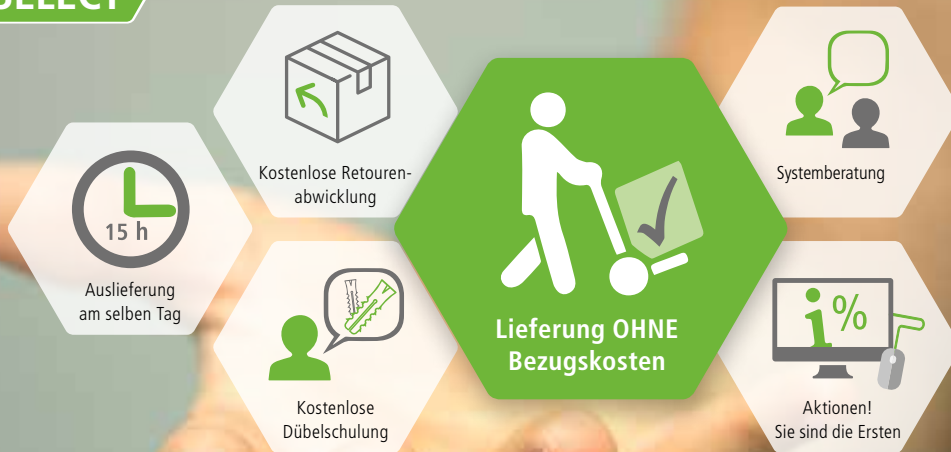 SELECT
Kostenlose Retouren-
abwicklung
Systemberatung
15 h
Auslieferung
am selben Tag
Lieferung OHNE
Bezugskosten
%
Kostenlose
Dübelschulung
Aktionen!
Sie sind die Ersten